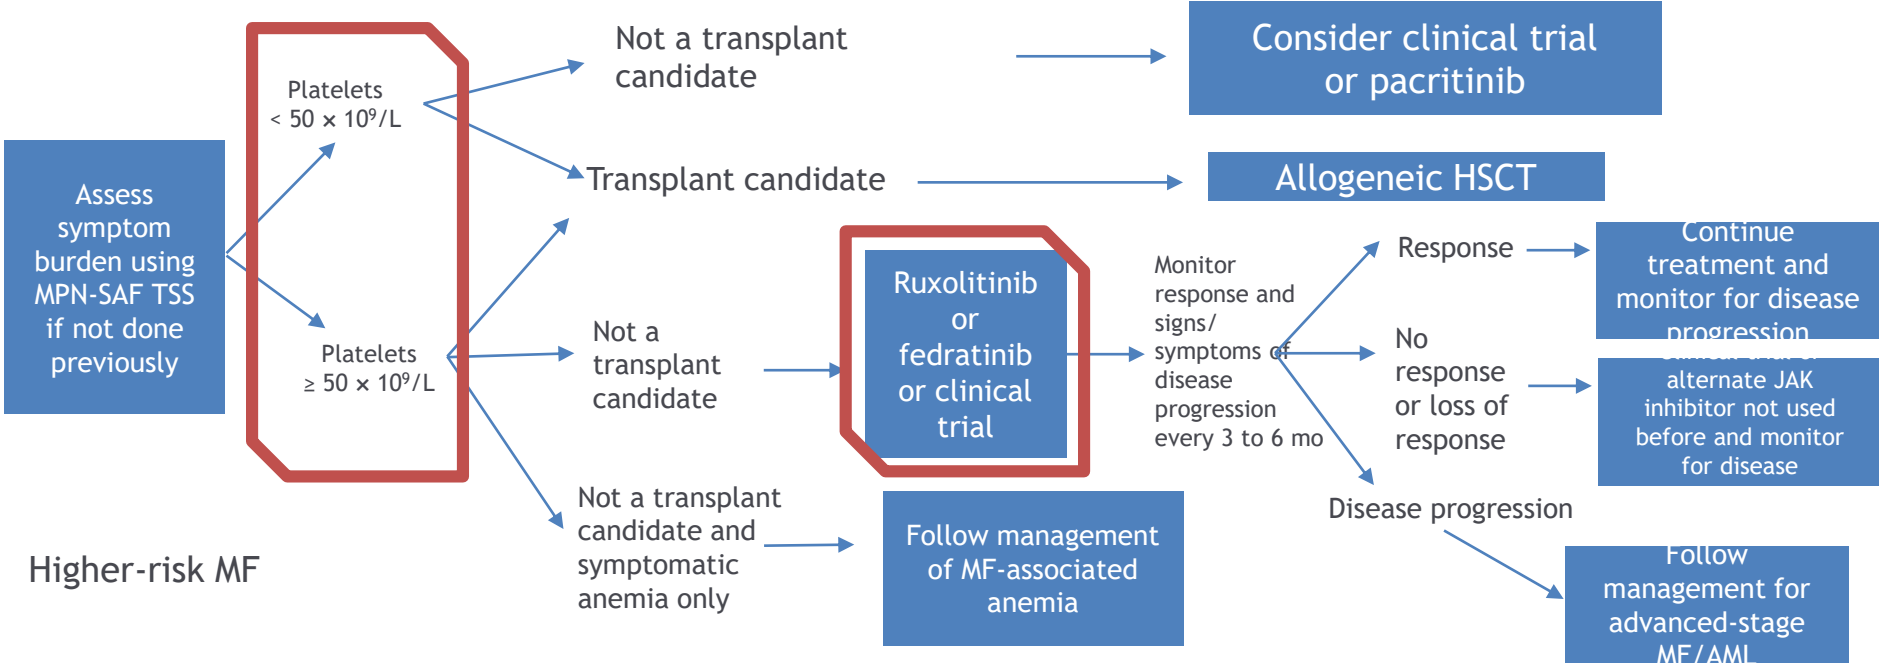 Assess
symptom
burden using
MPN-SAF TSS
if not done
previously
Platelets
< 50 × 10⁹/L
Platelets
≥ 50 × 10⁹/L
Not a transplant
candidate
Consider clinical trial
or pacritinib
Transplant candidate
Allogeneic HSCT
Not a
transplant
candidate
Ruxolitinib
or
fedratinib
or clinical
trial
Monitor
response and
signs/
symptoms of
disease
progression
every 3 to 6 mo
Response
Continue
treatment and
monitor for disease
progression
No
response
or loss of
response
alternate JAK
inhibitor not used
before and monitor
for disease
Disease progression
Follow
management for
advanced-stage
MF/AML
Not a transplant
candidate and
symptomatic
anemia only
Follow management
of MF-associated
anemia
Higher-risk MF